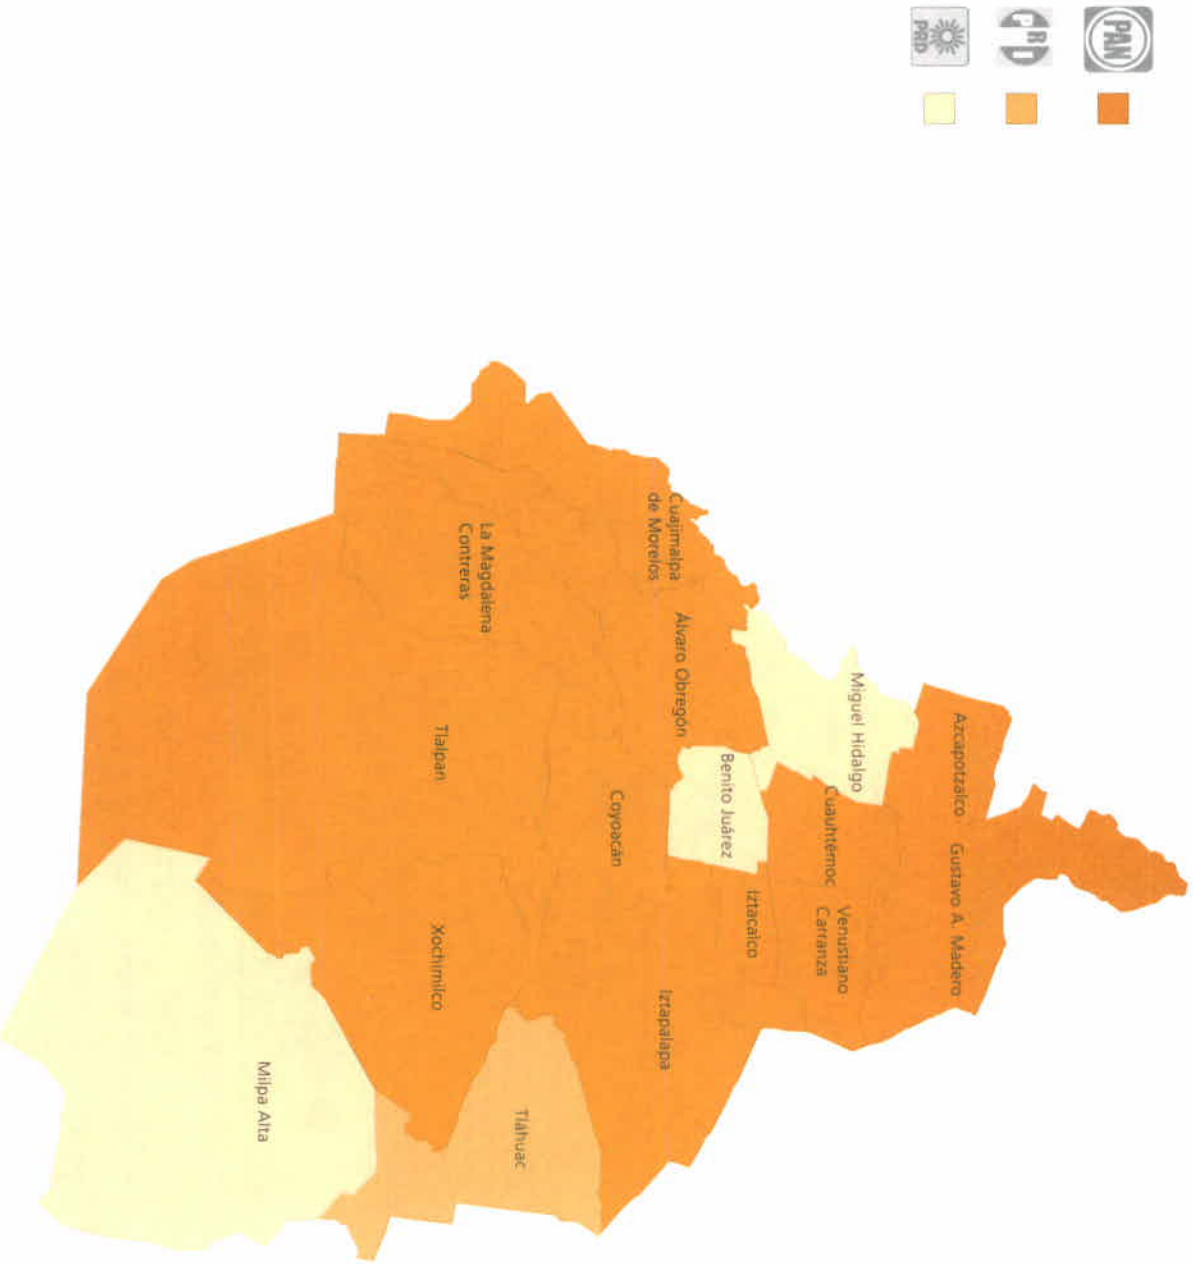 PAN
PRI
PRD
Azcapotzalco
Gustavo A. Madero
Miguel Hidalgo
Cuauhtémoc
Venustiano
Carranza
Benito Juárez
Iztacalco
Cuajimalpa
de Morelos
Álvaro Obregón
Iztapalapa
Coyoacán
La Magdalena
Contreras
Tláhuac
Tlalpan
Xochimilco
Milpa Alta